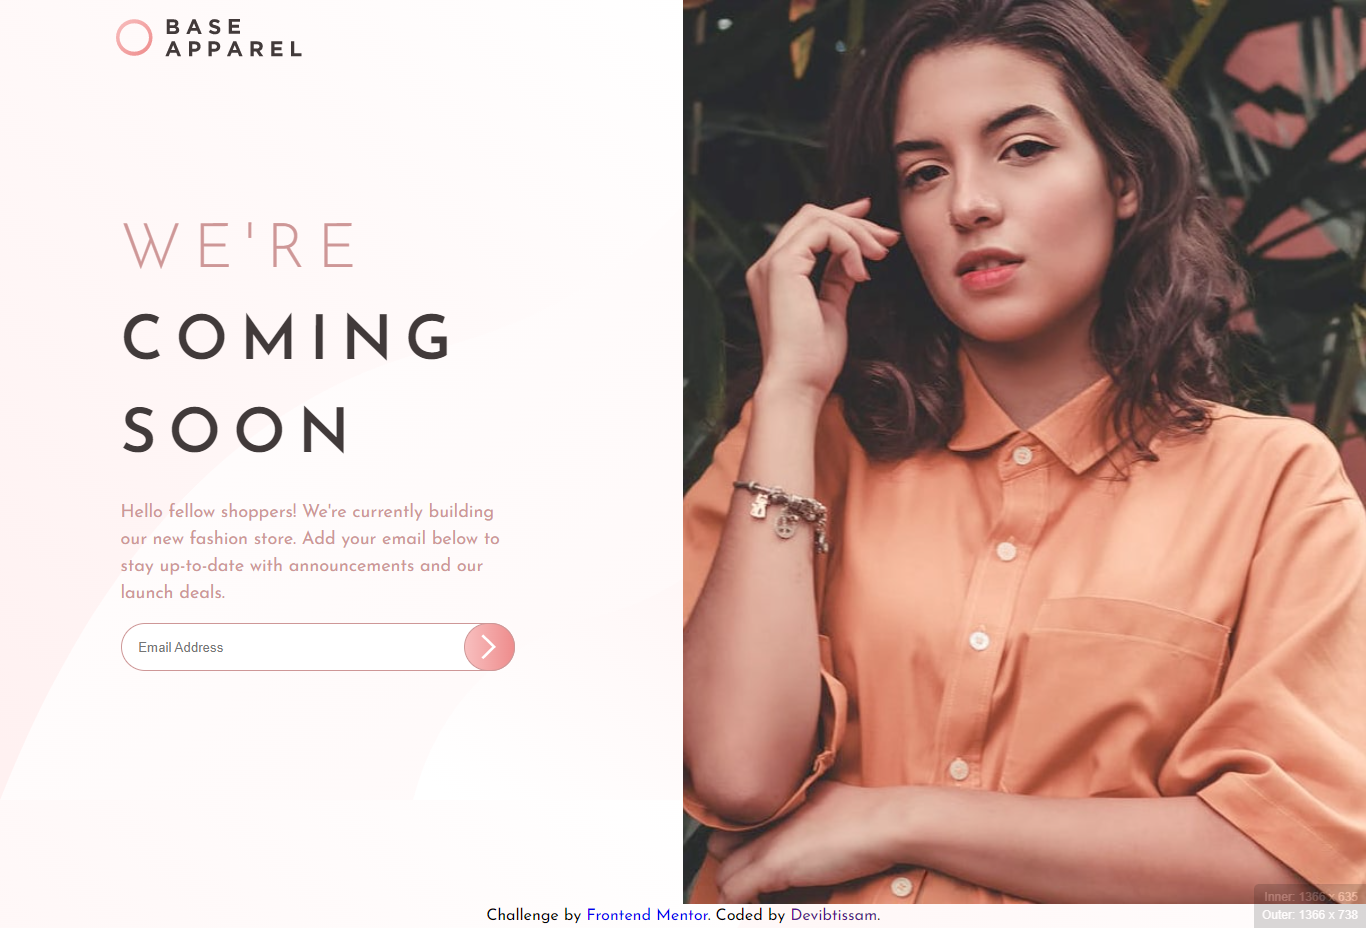 BASE
APPAREL
WE'RE
COMING
SOON
Hello fellow shoppers! We're currently building
our new fashion store. Add your email below to
stay up-to-date with announcements and our
launch deals.
Email Address
Challenge by Frontend Mentor. Coded by Devibtissam.
Inner: 1366 x 635
Outer: 1366 x 738